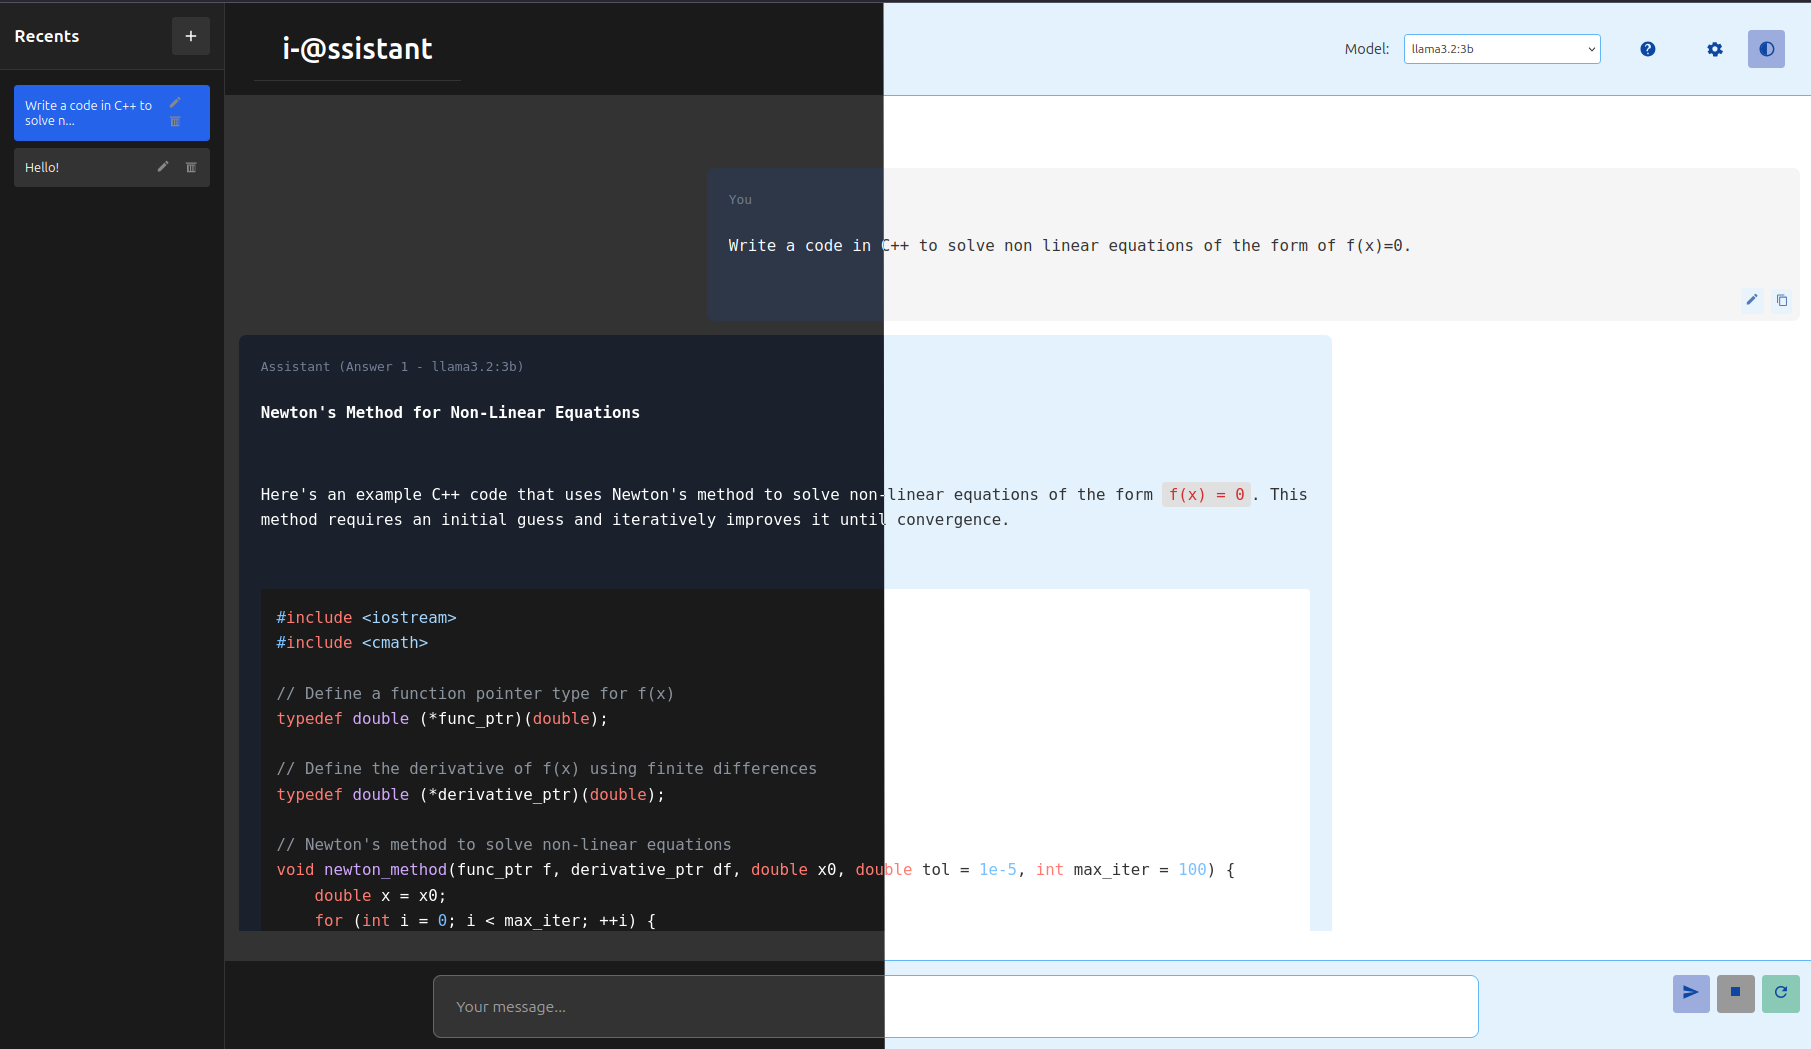 Recents
+
Write a code in C++ to
solve n...
Hello!
i-@ssistant
Model: llama3.2:3b
You
Write a code in C++ to solve non linear equations of the form of f(x)=0.
Assistant (Answer 1 - llama3.2:3b)
Newton's Method for Non-Linear Equations
Here's an example C++ code that uses Newton's method to solve non-linear equations of the form f(x) = 0. This
method requires an initial guess and iteratively improves it until convergence.
#include <iostream>
#include <cmath>
// Define a function pointer type for f(x)
typedef double (*func_ptr)(double);
// Define the derivative of f(x) using finite differences
typedef double (*derivative_ptr)(double);
// Newton's method to solve non-linear equations
void newton_method(func_ptr f, derivative_ptr df, double x0, double tol = 1e-5, int max_iter = 100) {
    double x = x0;
    for (int i = 0; i < max_iter; ++i) {
Your message...